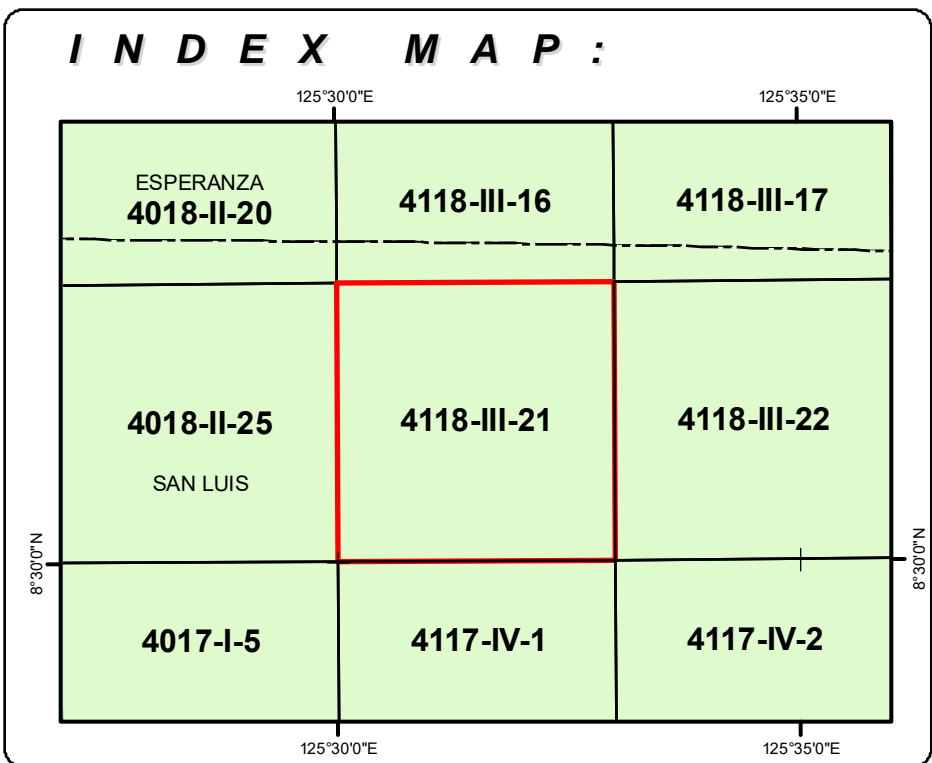 INDEX MAP:
125°30'0"E
125°35'0"E
ESPERANZA
4018-II-20
4118-III-16
4118-III-17
4018-II-25
4118-III-21
4118-III-22
SAN LUIS
8°30'0"N
8°30'0"N
4017-I-5
4117-IV-1
4117-IV-2
125°30'0"E
125°35'0"E